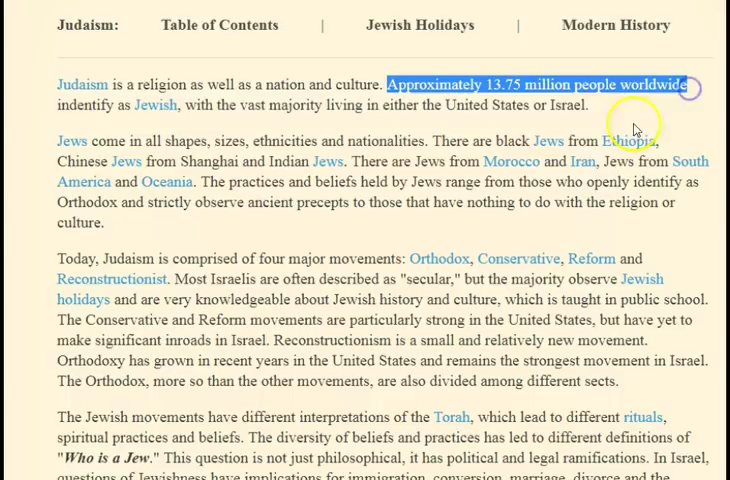 Judaism: Table of Contents | Jewish Holidays | Modern History
Judaism is a religion as well as a nation and culture. Approximately 13.75 million people worldwide
indentify as Jewish, with the vast majority living in either the United States or Israel.
Jews come in all shapes, sizes, ethnicities and nationalities. There are black Jews from Ethiopia,
Chinese Jews from Shanghai and Indian Jews. There are Jews from Morocco and Iran, Jews from South
America and Oceania. The practices and beliefs held by Jews range from those who openly identify as
Orthodox and strictly observe ancient precepts to those that have nothing to do with the religion or
culture.
Today, Judaism is comprised of four major movements: Orthodox, Conservative, Reform and
Reconstructionist. Most Israelis are often described as "secular," but the majority observe Jewish
holidays and are very knowledgeable about Jewish history and culture, which is taught in public school.
The Conservative and Reform movements are particularly strong in the United States, but have yet to
make significant inroads in Israel. Reconstructionism is a small and relatively new movement.
Orthodoxy has grown in recent years in the United States and remains the strongest movement in Israel.
The Orthodox, more so than the other movements, are also divided among different sects.
The Jewish movements have different interpretations of the Torah, which lead to different rituals,
spiritual practices and beliefs. The diversity of beliefs and practices has led to different definitions of
"Who is a Jew." This question is not just philosophical, it has political and legal ramifications. In Israel,
questions of Jewishness have implications for immigration, conversion, marriage, divorce and the